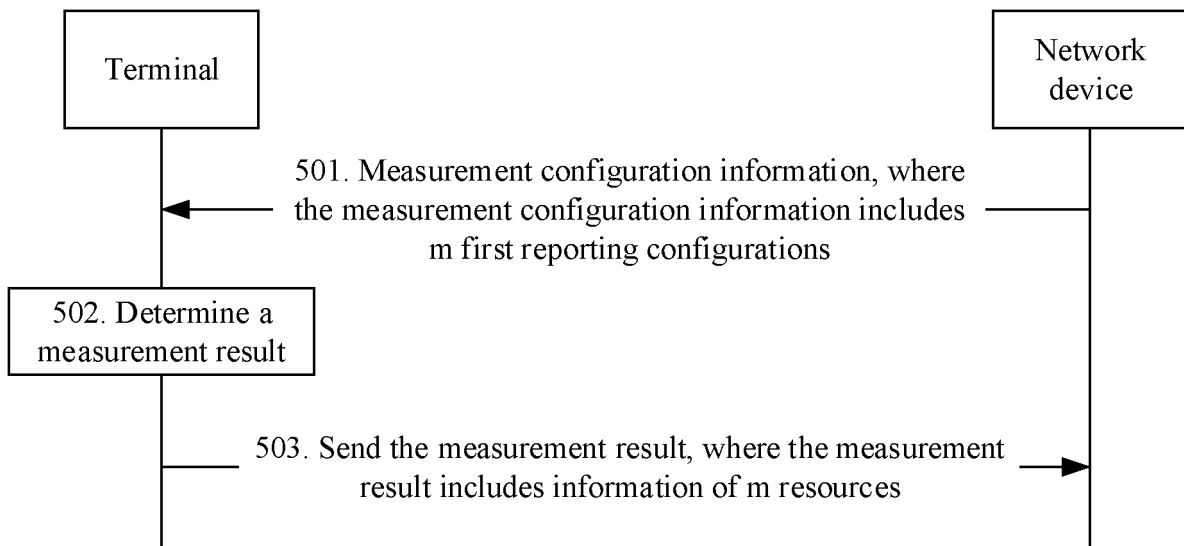 Terminal
Network
device
501. Measurement configuration information, where
the measurement configuration information includes
m first reporting configurations
502. Determine a
measurement result
503. Send the measurement result, where the measurement
result includes information of m resources